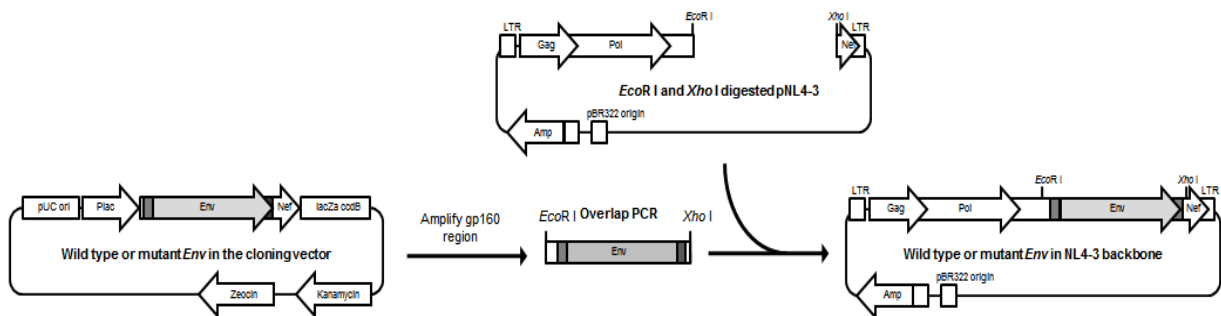 EcoR I
Xho I
LTR
LTR
Gag
Pol
Nef
EcoR I and Xho I digested pNL4-3
pBR322 origin
Amp
pUC ori
Plac
Env
Nef
lacZa ccdB
Wild type or mutant Env in the cloning vector
Zeocin
Kanamycin
Amplify gp160
region
EcoR I
Overlap PCR
Xho I
Env
EcoR I
Xho I
LTR
LTR
Gag
Pol
Env
Nef
Wild type or mutant Env in NL4-3 backbone
pBR322 origin
Amp